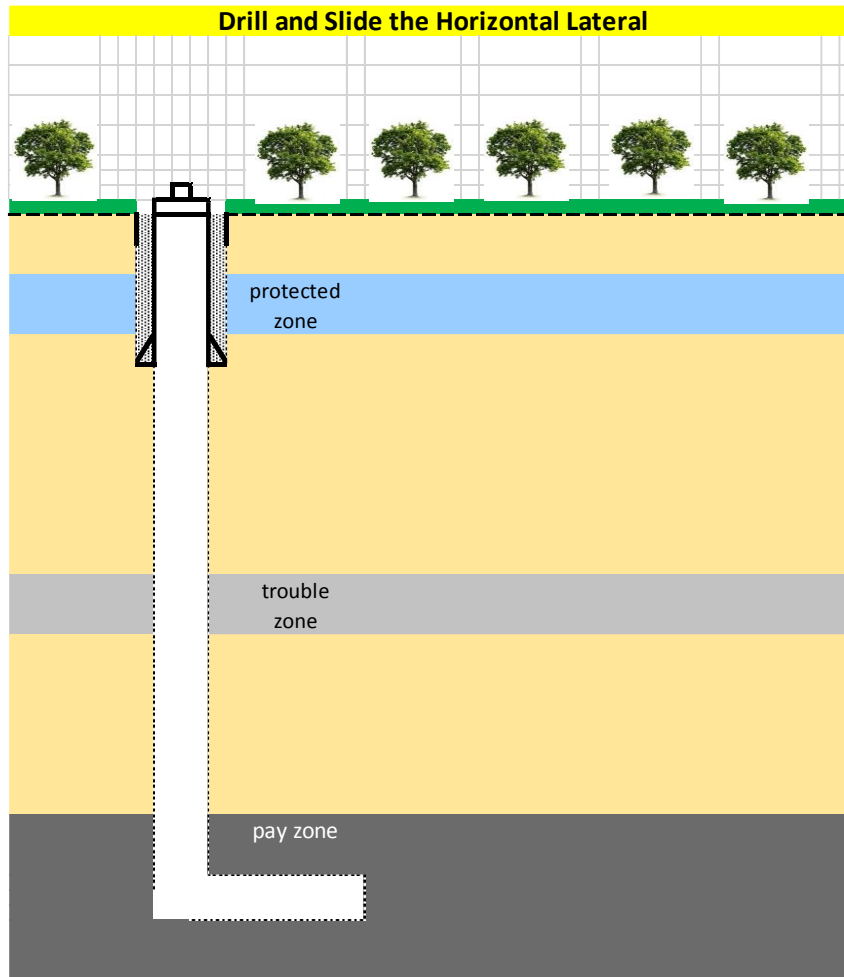 Drill and Slide the Horizontal Lateral
protected
zone
trouble
zone
pay zone